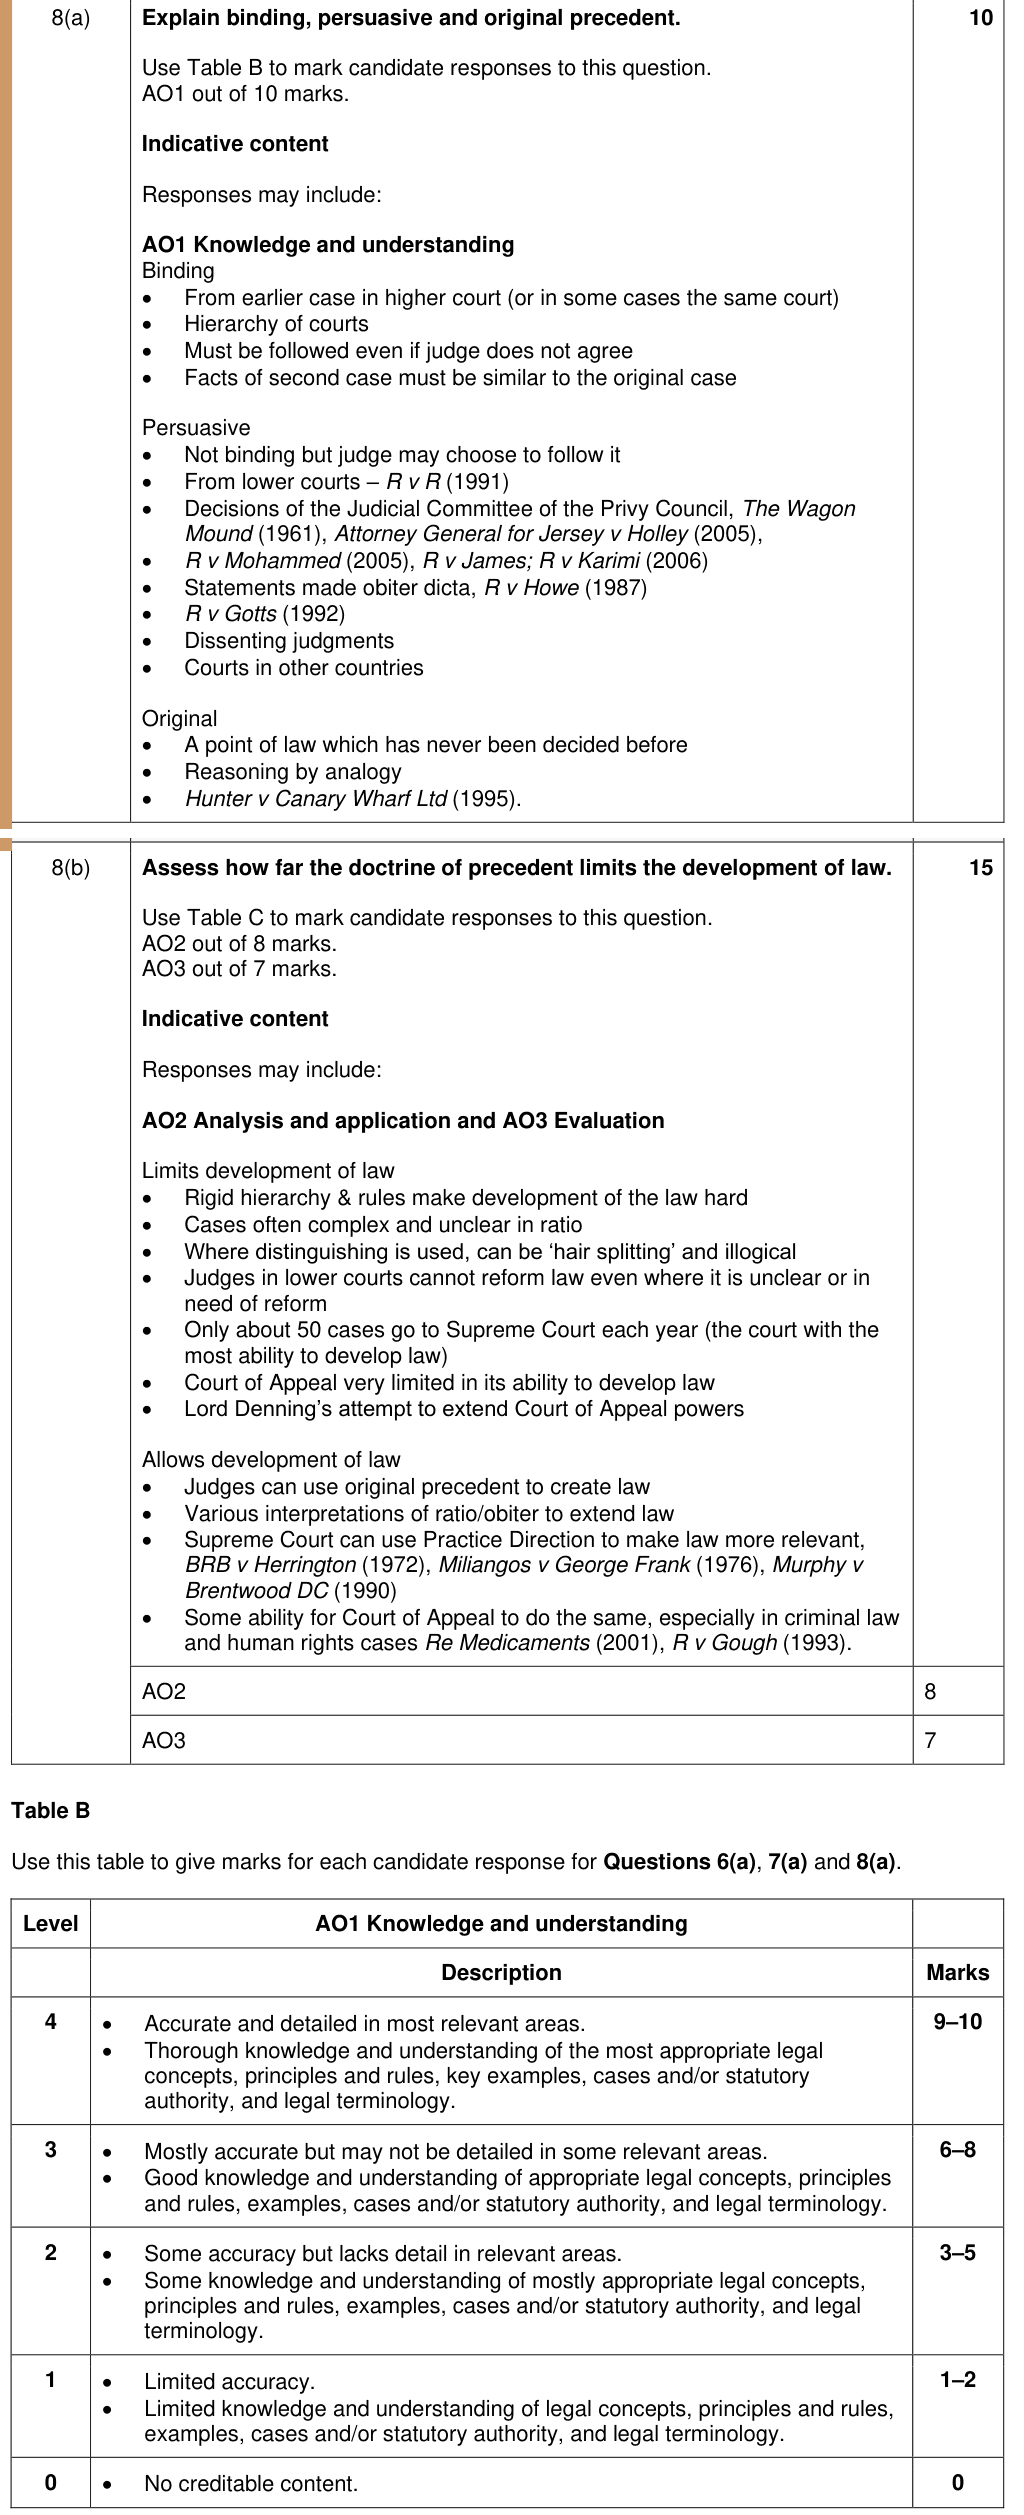 8(a) Explain binding, persuasive and original precedent. 10
Use Table B to mark candidate responses to this question.
AO1 out of 10 marks.
Indicative content
Responses may include:
AO1 Knowledge and understanding
Binding
• From earlier case in higher court (or in some cases the same court)
• Hierarchy of courts
• Must be followed even if judge does not agree
• Facts of second case must be similar to the original case
Persuasive
• Not binding but judge may choose to follow it
• From lower courts – R v R (1991)
• Decisions of the Judicial Committee of the Privy Council, The Wagon
Mound (1961), Attorney General for Jersey v Holley (2005),
• R v Mohammed (2005), R v James; R v Karimi (2006)
• Statements made obiter dicta, R v Howe (1987)
• R v Gotts (1992)
• Dissenting judgments
• Courts in other countries
Original
• A point of law which has never been decided before
• Reasoning by analogy
• Hunter v Canary Wharf Ltd (1995).
8(b) Assess how far the doctrine of precedent limits the development of law. 15
Use Table C to mark candidate responses to this question.
AO2 out of 8 marks.
AO3 out of 7 marks.
Indicative content
Responses may include:
AO2 Analysis and application and AO3 Evaluation
Limits development of law
• Rigid hierarchy & rules make development of the law hard
• Cases often complex and unclear in ratio
• Where distinguishing is used, can be ‘hair splitting’ and illogical
• Judges in lower courts cannot reform law even where it is unclear or in
need of reform
• Only about 50 cases go to Supreme Court each year (the court with the
most ability to develop law)
• Court of Appeal very limited in its ability to develop law
• Lord Denning’s attempt to extend Court of Appeal powers
Allows development of law
• Judges can use original precedent to create law
• Various interpretations of ratio/obiter to extend law
• Supreme Court can use Practice Direction to make law more relevant,
BRB v Herrington (1972), Miliangos v George Frank (1976), Murphy v
Brentwood DC (1990)
• Some ability for Court of Appeal to do the same, especially in criminal law
and human rights cases Re Medicaments (2001), R v Gough (1993).
AO2 8
AO3 7
Table B
Use this table to give marks for each candidate response for Questions 6(a), 7(a) and 8(a).
Level AO1 Knowledge and understanding
Description Marks
4 • Accurate and detailed in most relevant areas. 9–10
• Thorough knowledge and understanding of the most appropriate legal
concepts, principles and rules, key examples, cases and/or statutory
authority, and legal terminology.
3 • Mostly accurate but may not be detailed in some relevant areas. 6–8
• Good knowledge and understanding of appropriate legal concepts, principles
and rules, examples, cases and/or statutory authority, and legal terminology.
2 • Some accuracy but lacks detail in relevant areas. 3–5
• Some knowledge and understanding of mostly appropriate legal concepts,
principles and rules, examples, cases and/or statutory authority, and legal
terminology.
1 • Limited accuracy. 1–2
• Limited knowledge and understanding of legal concepts, principles and rules,
examples, cases and/or statutory authority, and legal terminology.
0 • No creditable content. 0